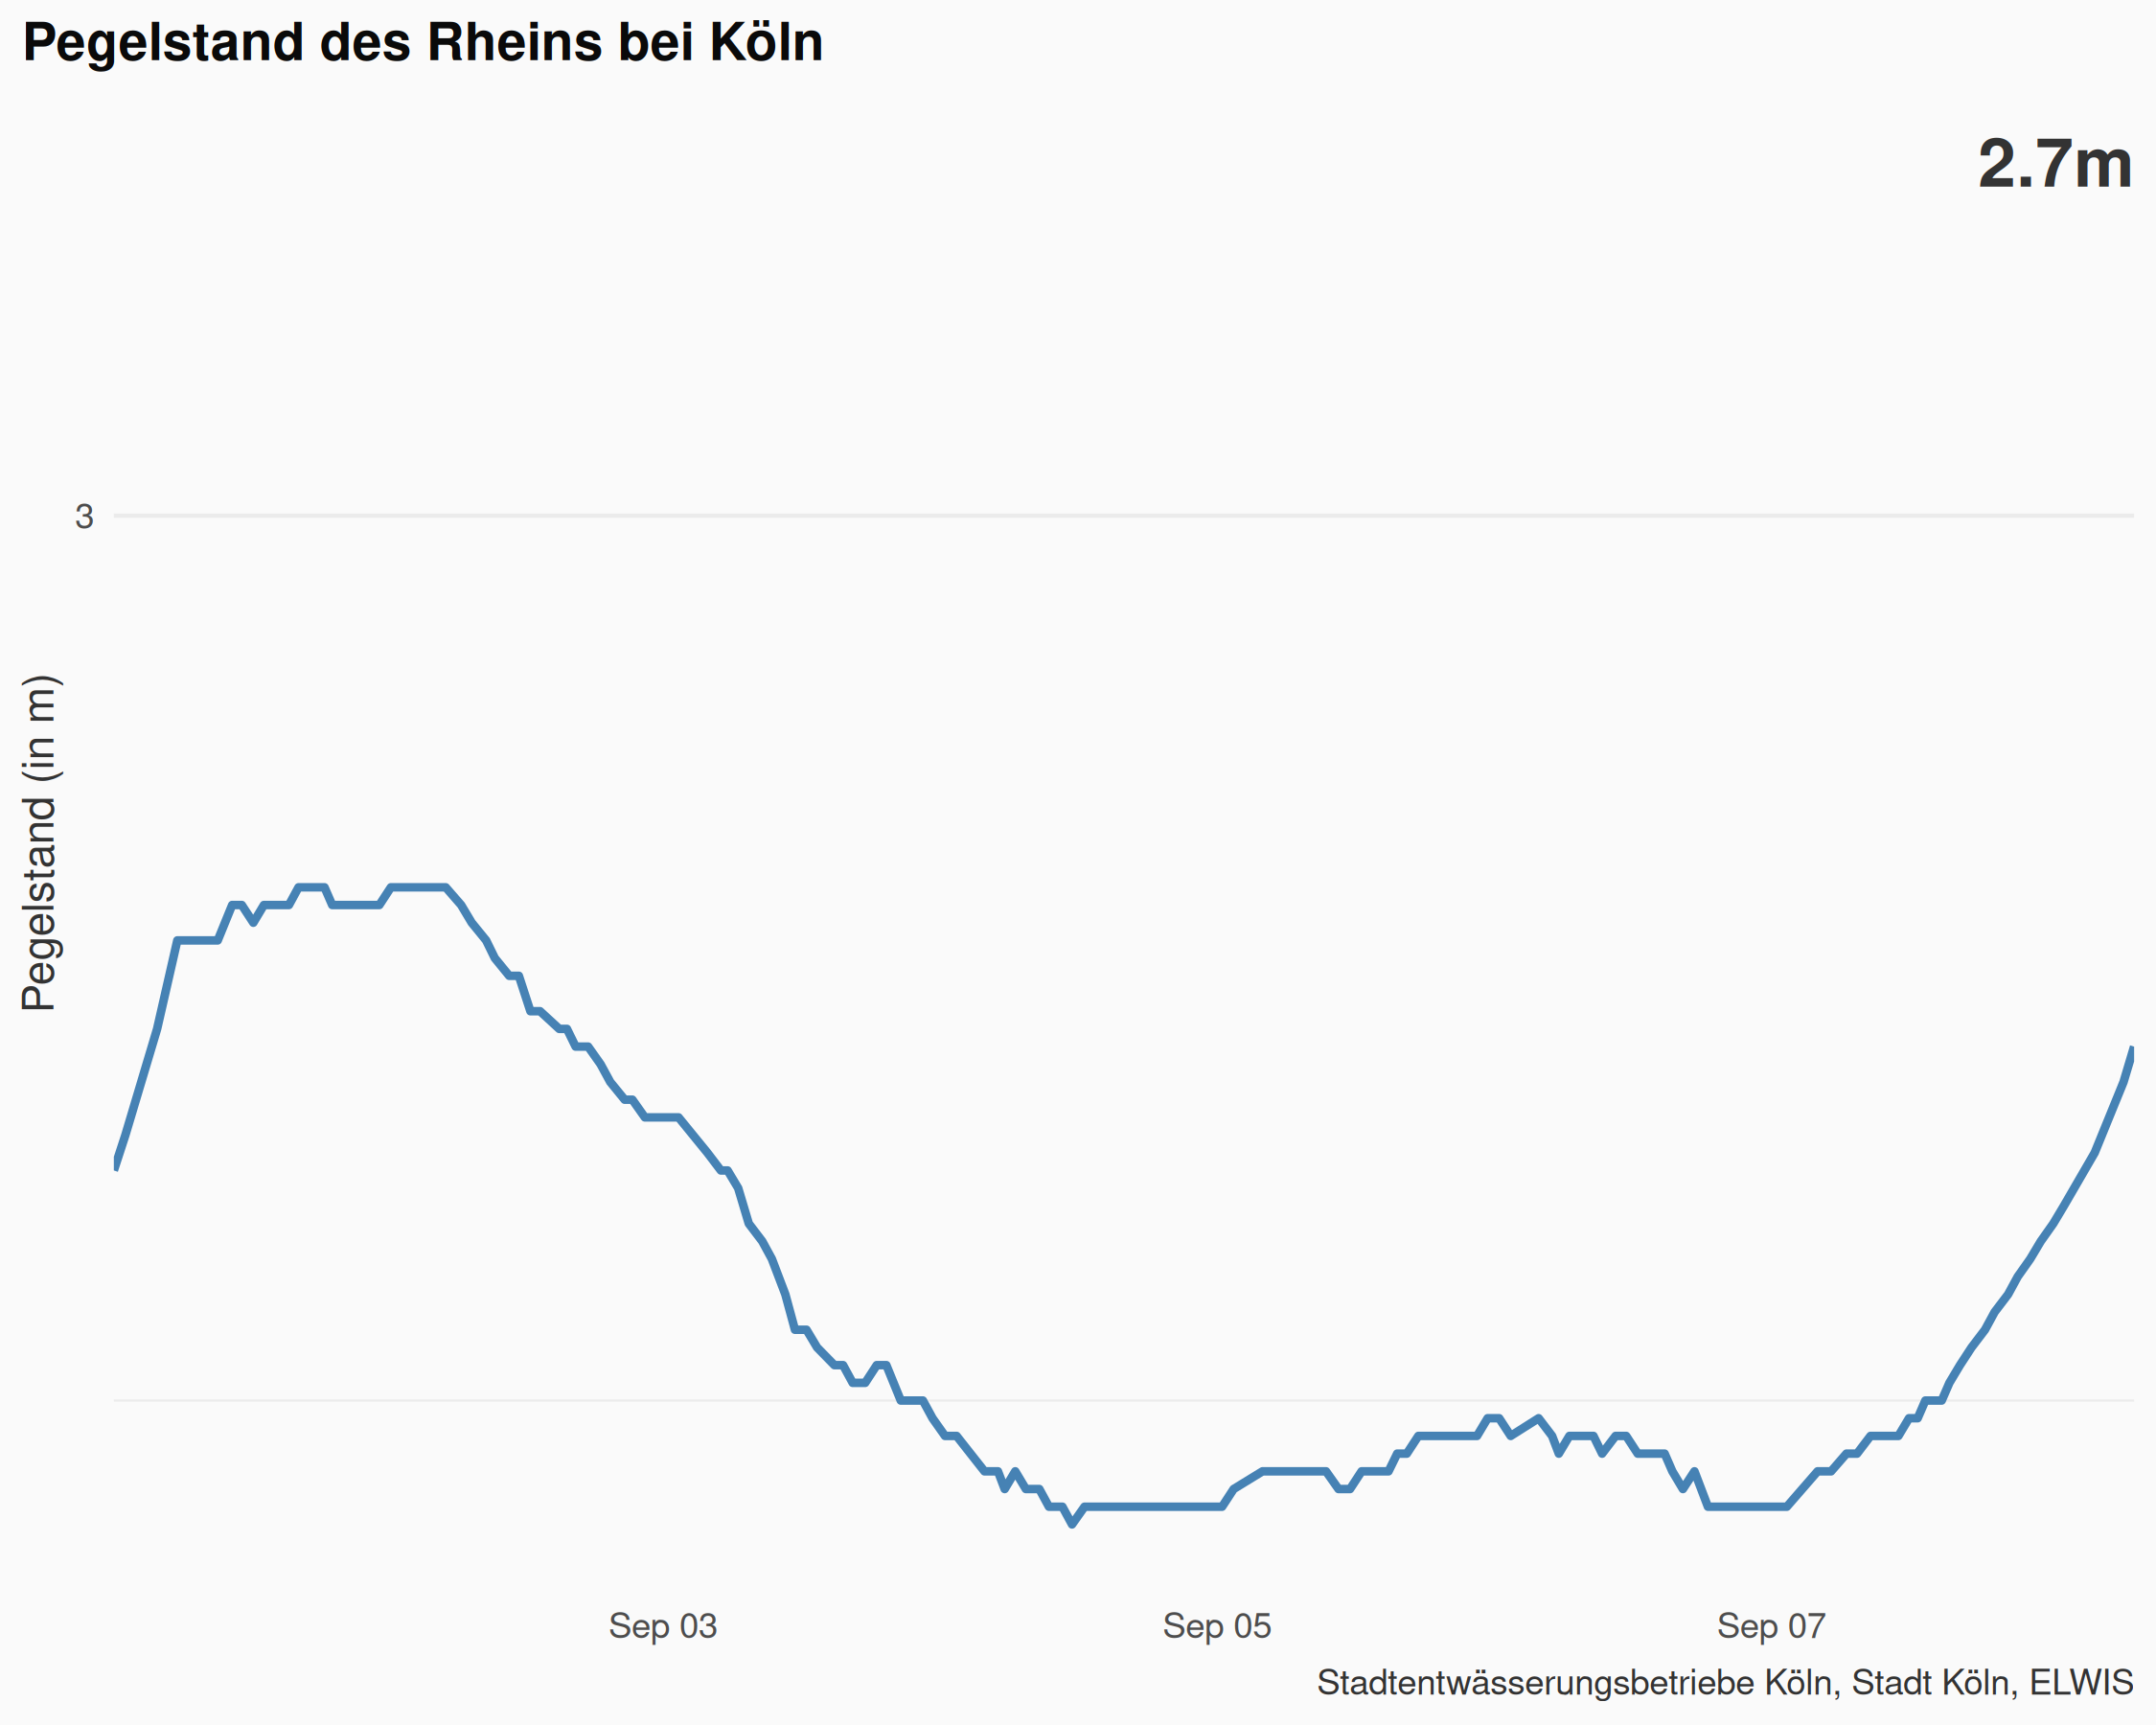 Pegelstand des Rheins bei Köln
2.7m
3
Pegelstand (in m)
Sep 03
Sep 05
Sep 07
Stadtentwässerungsbetriebe Köln, Stadt Köln, ELWIS